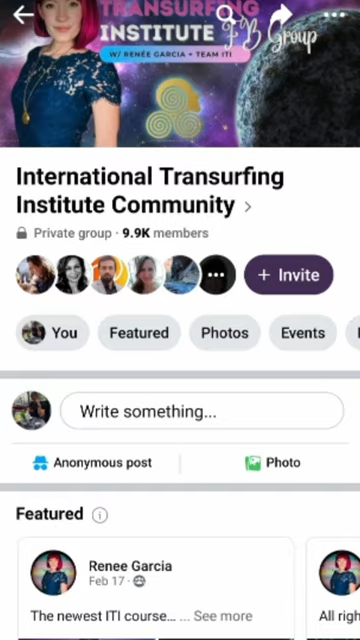 TRANSURFING
INSTITUTE FB Group
W/ RENÉE GARCIA + TEAM ITI
International Transurfing
Institute Community
Private group · 9.9K members
+ Invite
You
Featured
Photos
Events
Write something...
Anonymous post
Photo
Featured
Renee Garcia
Feb 17
The newest ITI course... ... See more
All righ